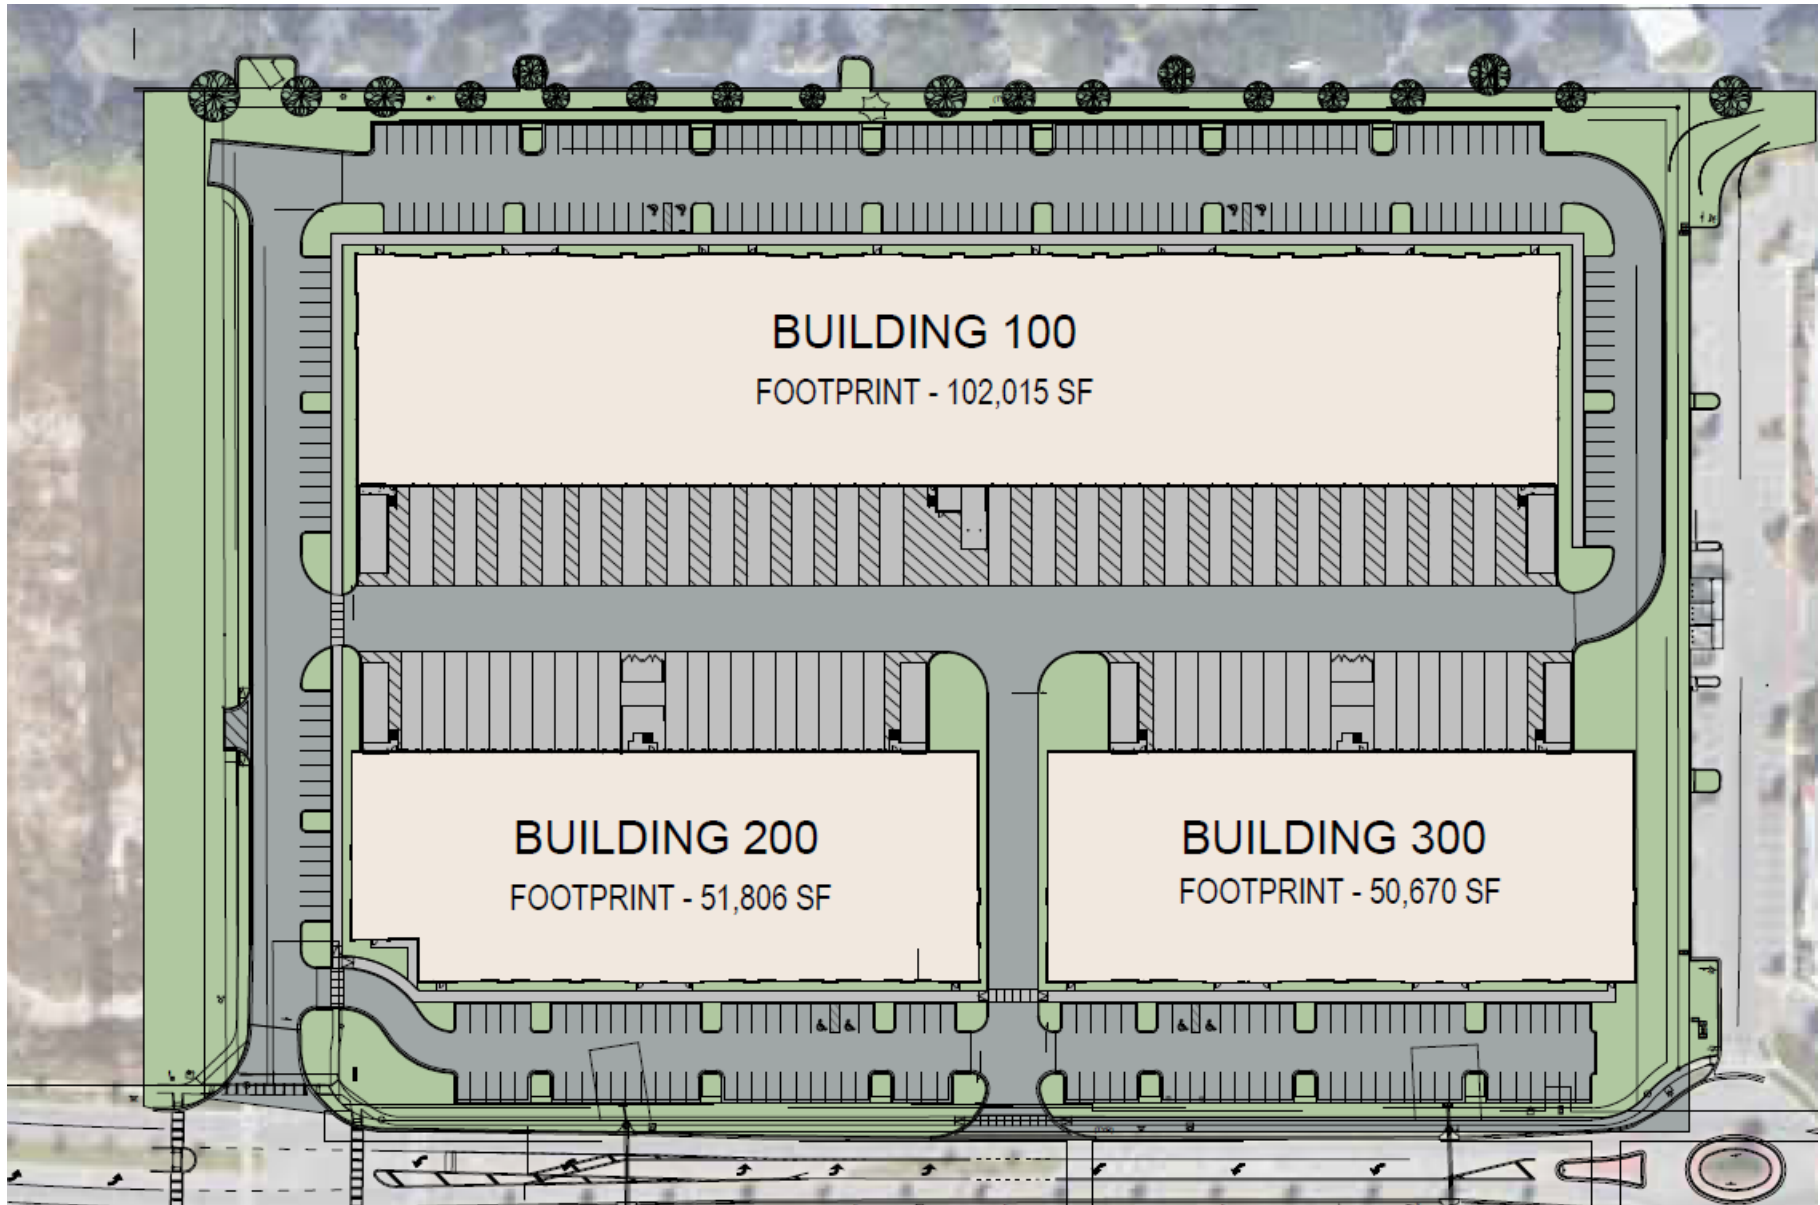 BUILDING 100
FOOTPRINT - 102,015 SF
BUILDING 200
FOOTPRINT - 51,806 SF
BUILDING 300
FOOTPRINT - 50,670 SF